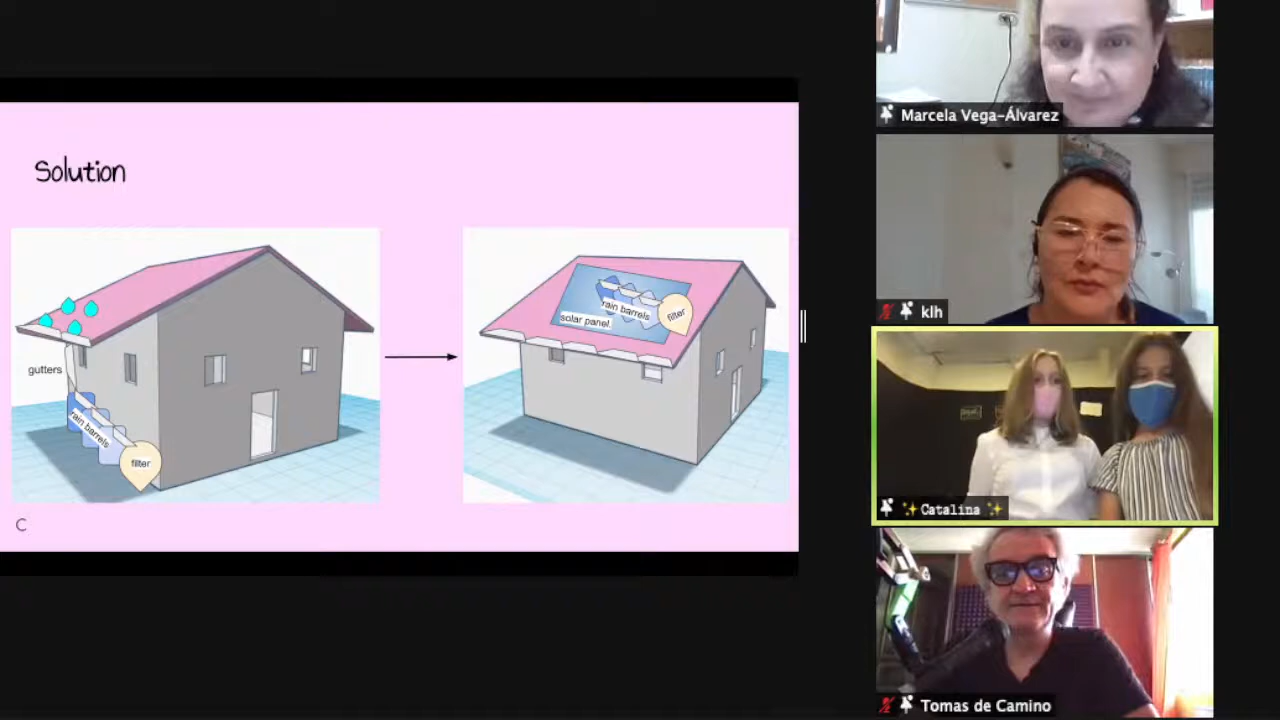 Solution
gutters
rain barrels
filter
solar panel.
rain barrels
filter
C
Marcela Vega-Álvarez
klh
✨Catalina ✨
Tomas de Camino